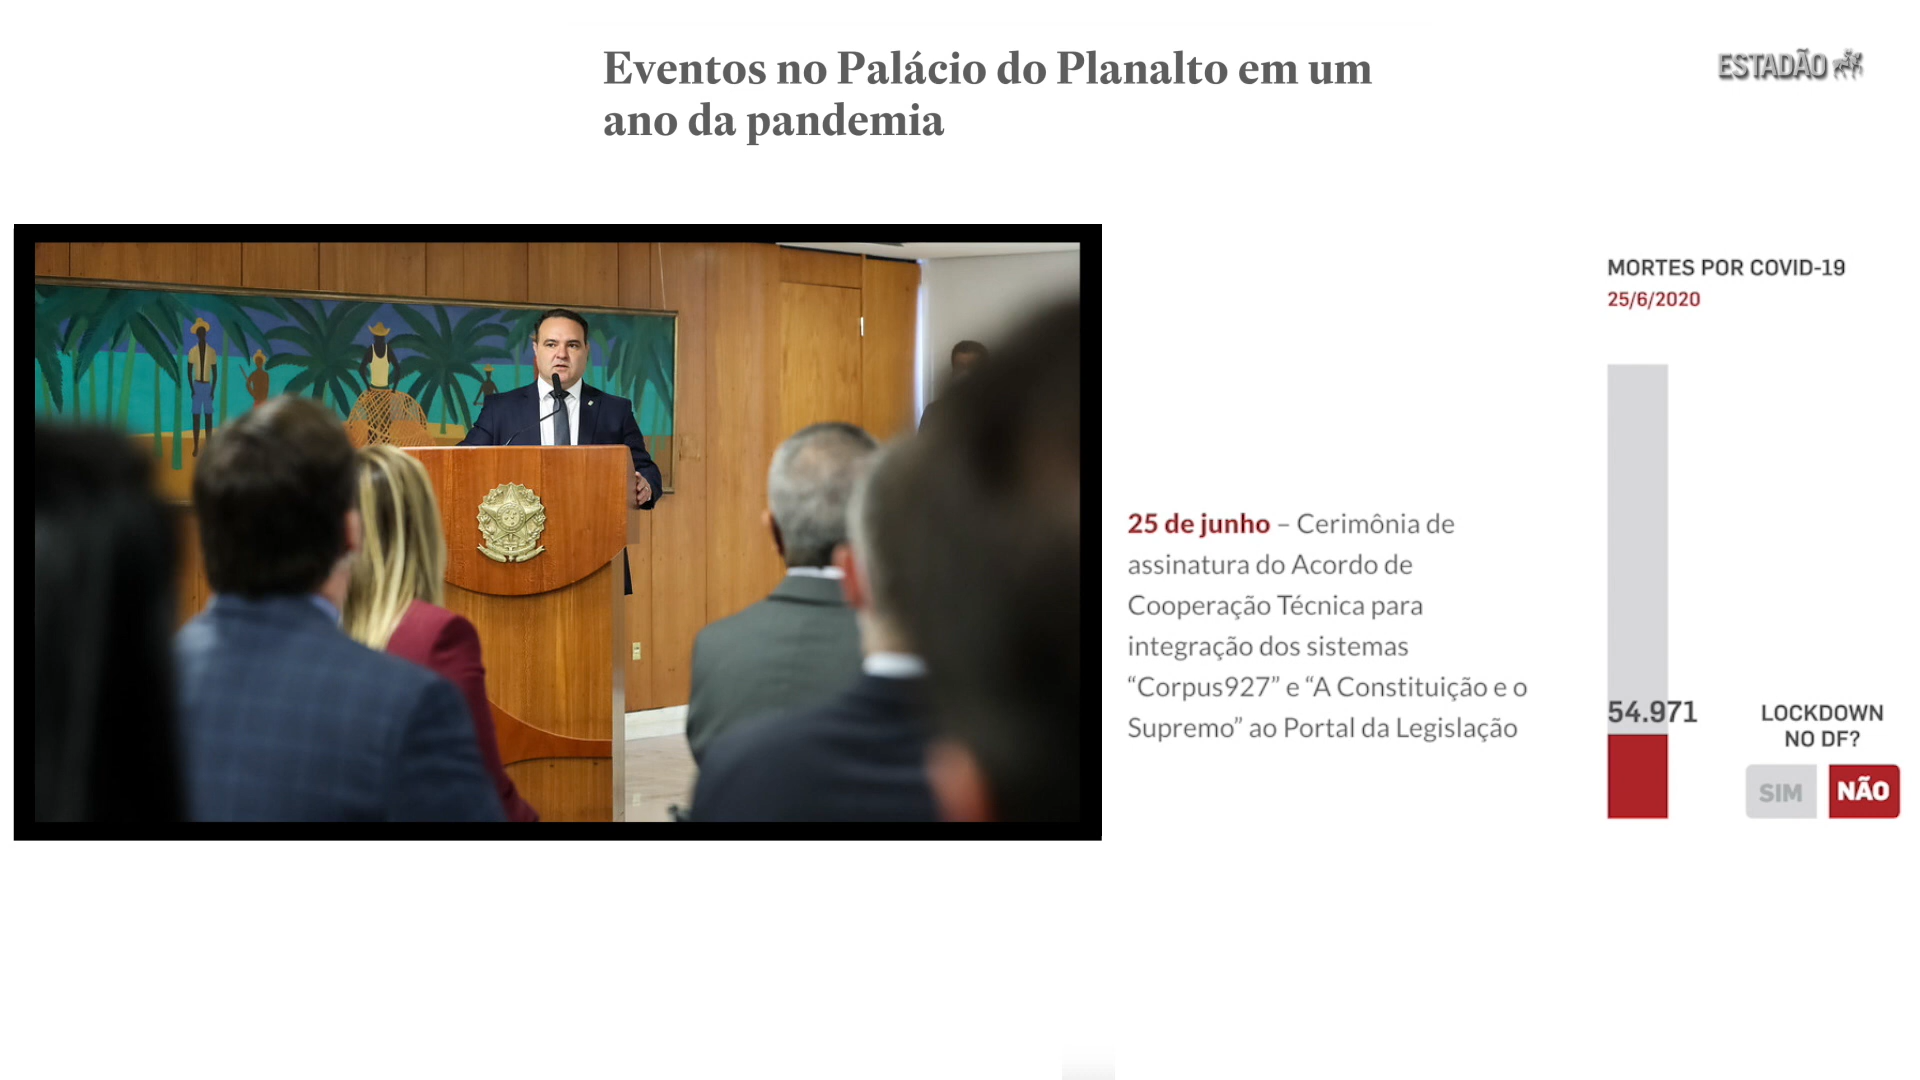 Eventos no Palácio do Planalto em um
ano da pandemia
ESTADÃO
MORTES POR COVID-19
25/6/2020
25 de junho – Cerimônia de
assinatura do Acordo de
Cooperação Técnica para
integração dos sistemas
“Corpus927” e “A Constituição e o
Supremo” ao Portal da Legislação
54.971
LOCKDOWN
NO DF?
SIM NÃO